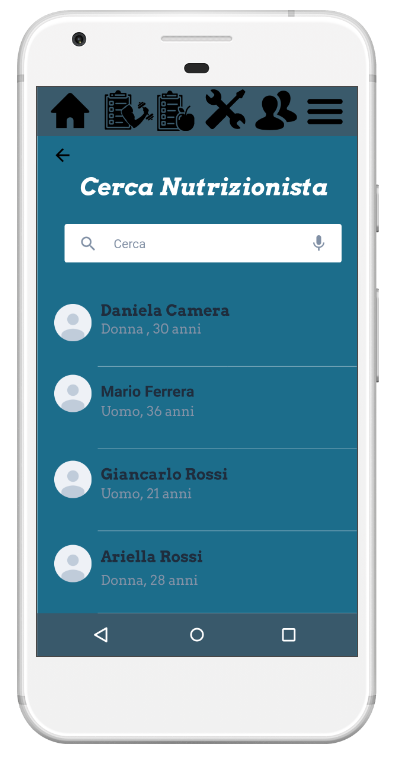 Cerca Nutrizionista
Cerca
Daniela Camera
Donna , 30 anni
Mario Ferrera
Uomo, 36 anni
Giancarlo Rossi
Uomo, 21 anni
Ariella Rossi
Donna, 28 anni